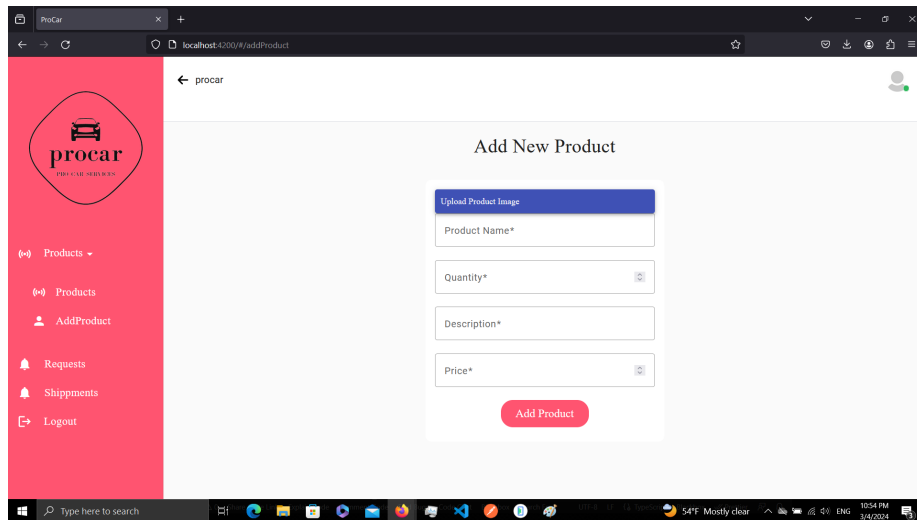 ProCar
localhost:4200/#/addProduct
procar
procar
PRO CAR SERVICES
Add New Product
Upload Product Image
Product Name*
Quantity*
Description*
Price*
Add Product
Products
Products
AddProduct
Requests
Shippments
Logout
Type here to search
54°F Mostly clear
ENG
10:54 PM
3/4/2024